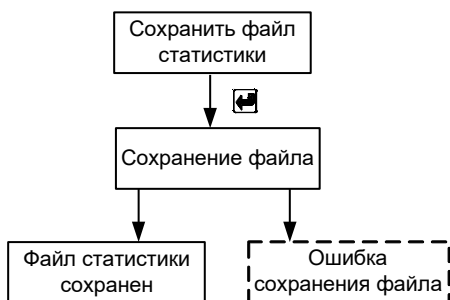 Сохранить файл
статистики
Сохранение файла
Файл статистики
сохранен
Ошибка
сохранения файла